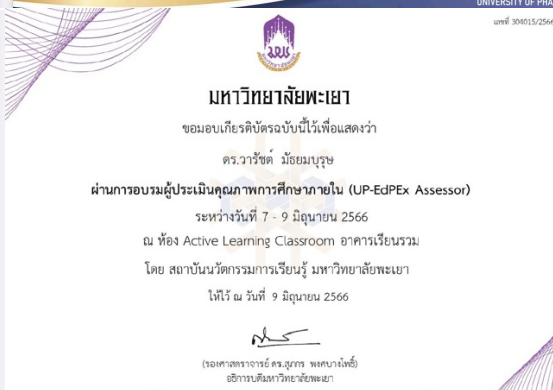 UNIVERSITY OF PHA
เลขที่ 304015/2566
มหาวิทยาลัยพะเยา
ขอมอบเกียรติบัตรฉบับนี้ไว้เพื่อแสดงว่า
ดร.วารัชต์ มัธยมบุรุษ
ผ่านการอบรมผู้ประเมินคุณภาพการศึกษาภายใน (UP-EdPEx Assessor)
ระหว่างวันที่ 7 - 9 มิถุนายน 2566
ณ ห้อง Active Learning Classroom อาคารเรียนรวม
โดย สถาบันนวัตกรรมการเรียนรู้ มหาวิทยาลัยพะเยา
ให้ไว้ ณ วันที่ 9 มิถุนายน 2566
(รองศาสตราจารย์ ดร.สุภกร พงศบางโพธิ์)
อธิการบดีมหาวิทยาลัยพะเยา